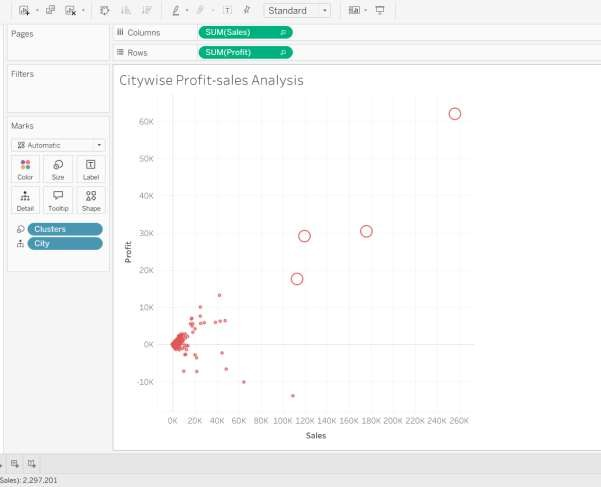 Standard
Pages
Columns
SUM(Sales)
Rows
SUM(Profit)
Filters
Citywise Profit-sales Analysis
Marks
Automatic
Color
Size
Label
Detail
Tooltip
Shape
Clusters
City
Profit
60K
50K
40K
30K
20K
10K
0K
-10K
0K 20K 40K 60K 80K 100K 120K 140K 160K 180K 200K 220K 240K 260K
Sales
Sales): 2,297,201